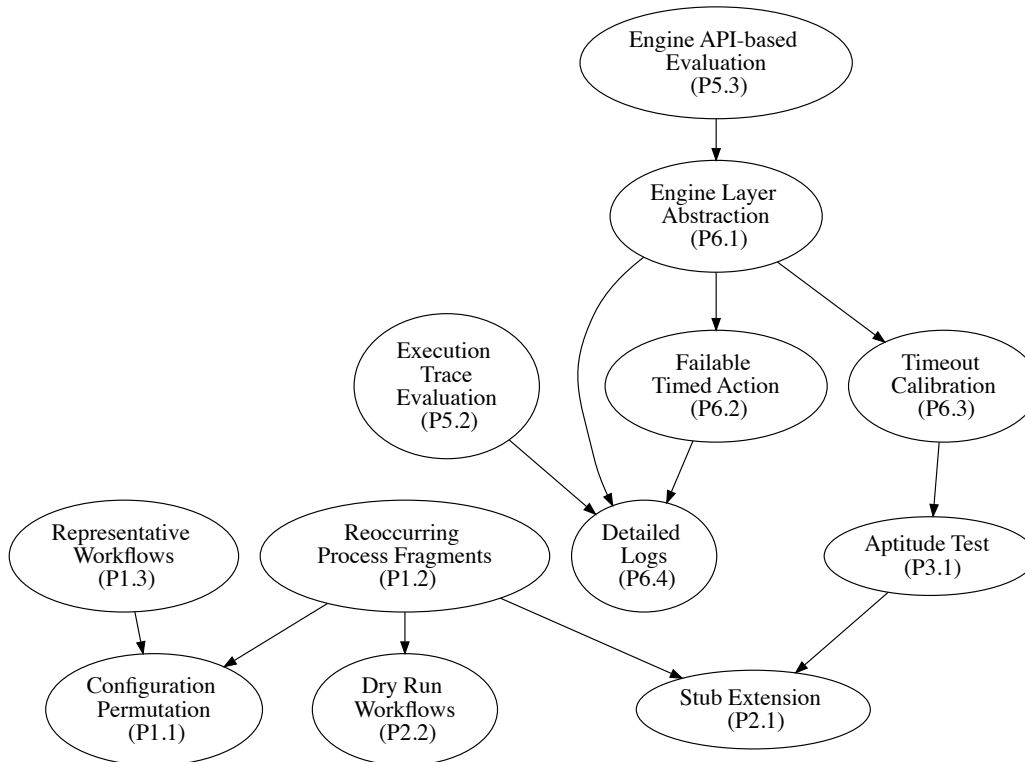 Engine API-based
Evaluation
(P5.3)
Engine Layer
Abstraction
(P6.1)
Execution
Trace
Evaluation
(P5.2)
Failable
Timed Action
(P6.2)
Timeout
Calibration
(P6.3)
Representative
Workflows
(P1.3)
Reoccurring
Process Fragments
(P1.2)
Detailed
Logs
(P6.4)
Aptitude Test
(P3.1)
Configuration
Permutation
(P1.1)
Dry Run
Workflows
(P2.2)
Stub Extension
(P2.1)